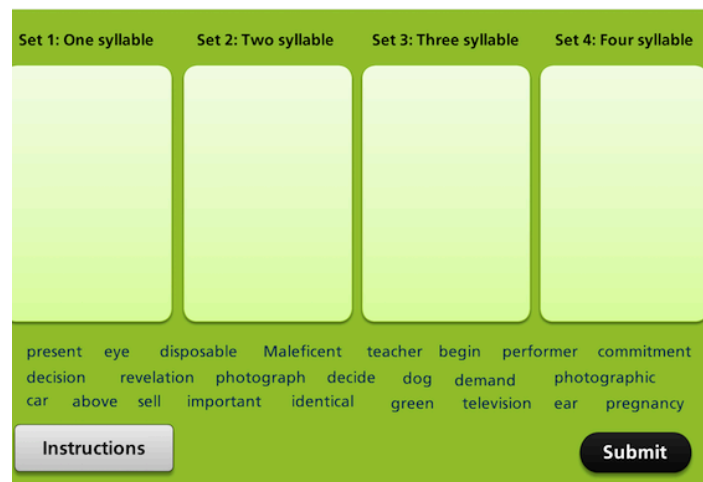 Set 1: One syllable Set 2: Two syllable Set 3: Three syllable Set 4: Four syllable
present eye disposable Maleficent teacher begin performer commitment
decision revelation photograph decide dog demand photographic
car above sell important identical green television ear pregnancy
Instructions Submit